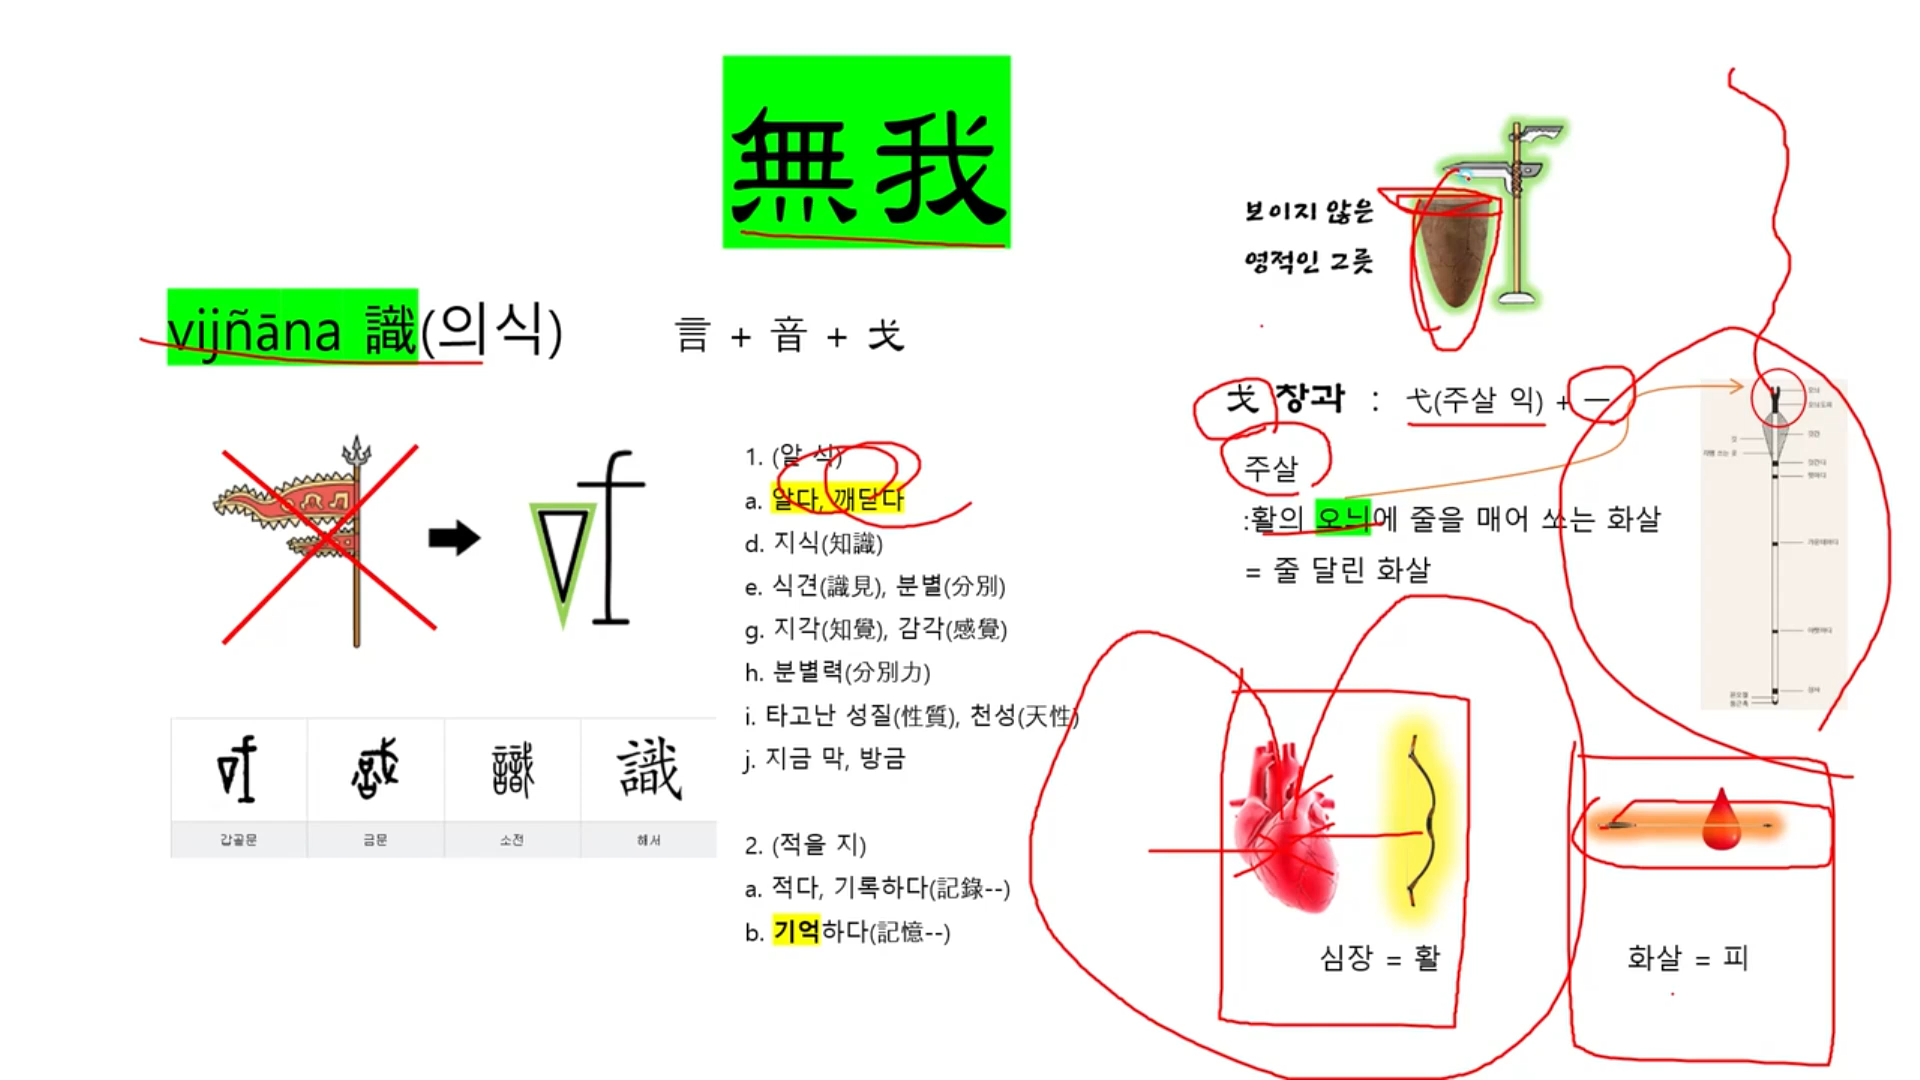 無我
vijñāna 識(의식)
言 + 音 + 戈
1. (알 식)
a. 알다, 깨닫다
d. 지식(知識)
e. 식견(識見), 분별(分別)
g. 지각(知覺), 감각(感覺)
h. 분별력(分別力)
i. 타고난 성질(性質), 천성(天性)
j. 지금 막, 방금
2. (적을 지)
a. 적다, 기록하다(記錄--)
b. 기억하다(記憶--)
識
갑골문 금문 소전 해서
보이지 않은
영적인 그릇
戈 창과 : 弋(주살 익) + 一
주살
:활의 오늬에 줄을 매어 쏘는 화살
= 줄 달린 화살
심장 = 활
화살 = 피